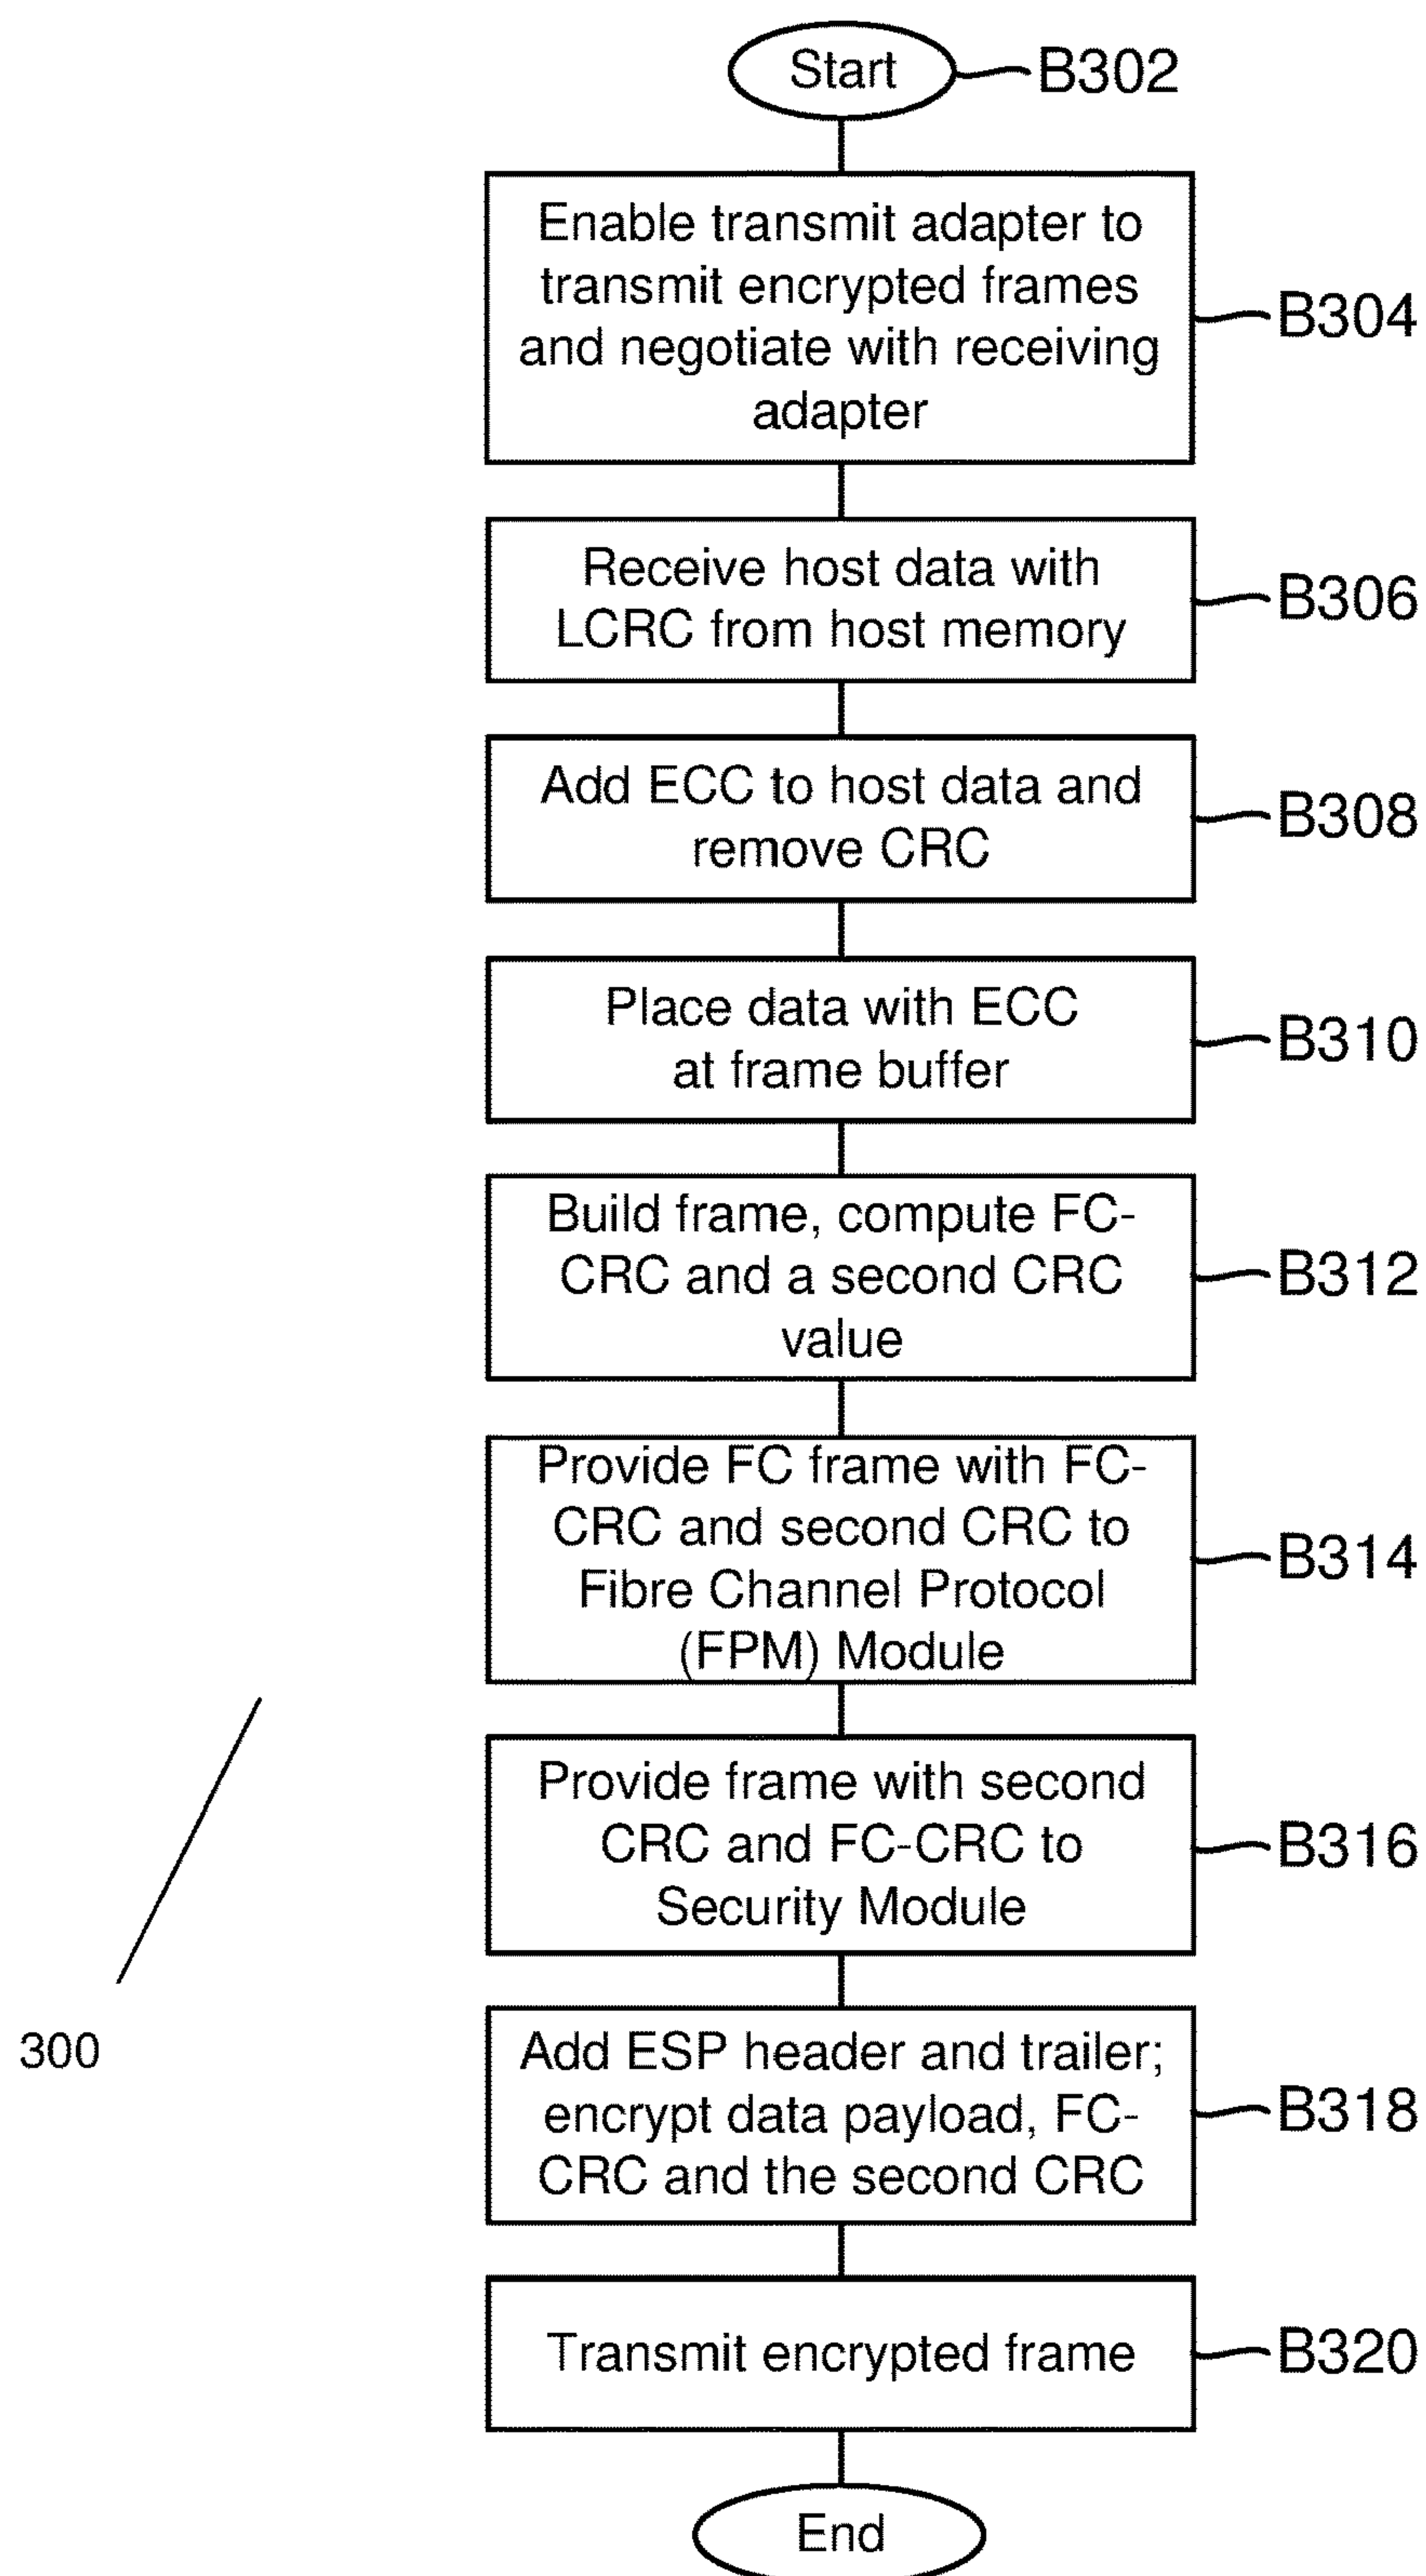 Start
B302
Enable transmit adapter to
transmit encrypted frames
and negotiate with receiving
adapter
B304
Receive host data with
LCRC from host memory
B306
Add ECC to host data and
remove CRC
B308
Place data with ECC
at frame buffer
B310
Build frame, compute FC-
CRC and a second CRC
value
B312
Provide FC frame with FC-
CRC and second CRC to
Fibre Channel Protocol
(FPM) Module
B314
Provide frame with second
CRC and FC-CRC to
Security Module
B316
300
Add ESP header and trailer;
encrypt data payload, FC-
CRC and the second CRC
B318
Transmit encrypted frame
B320
End